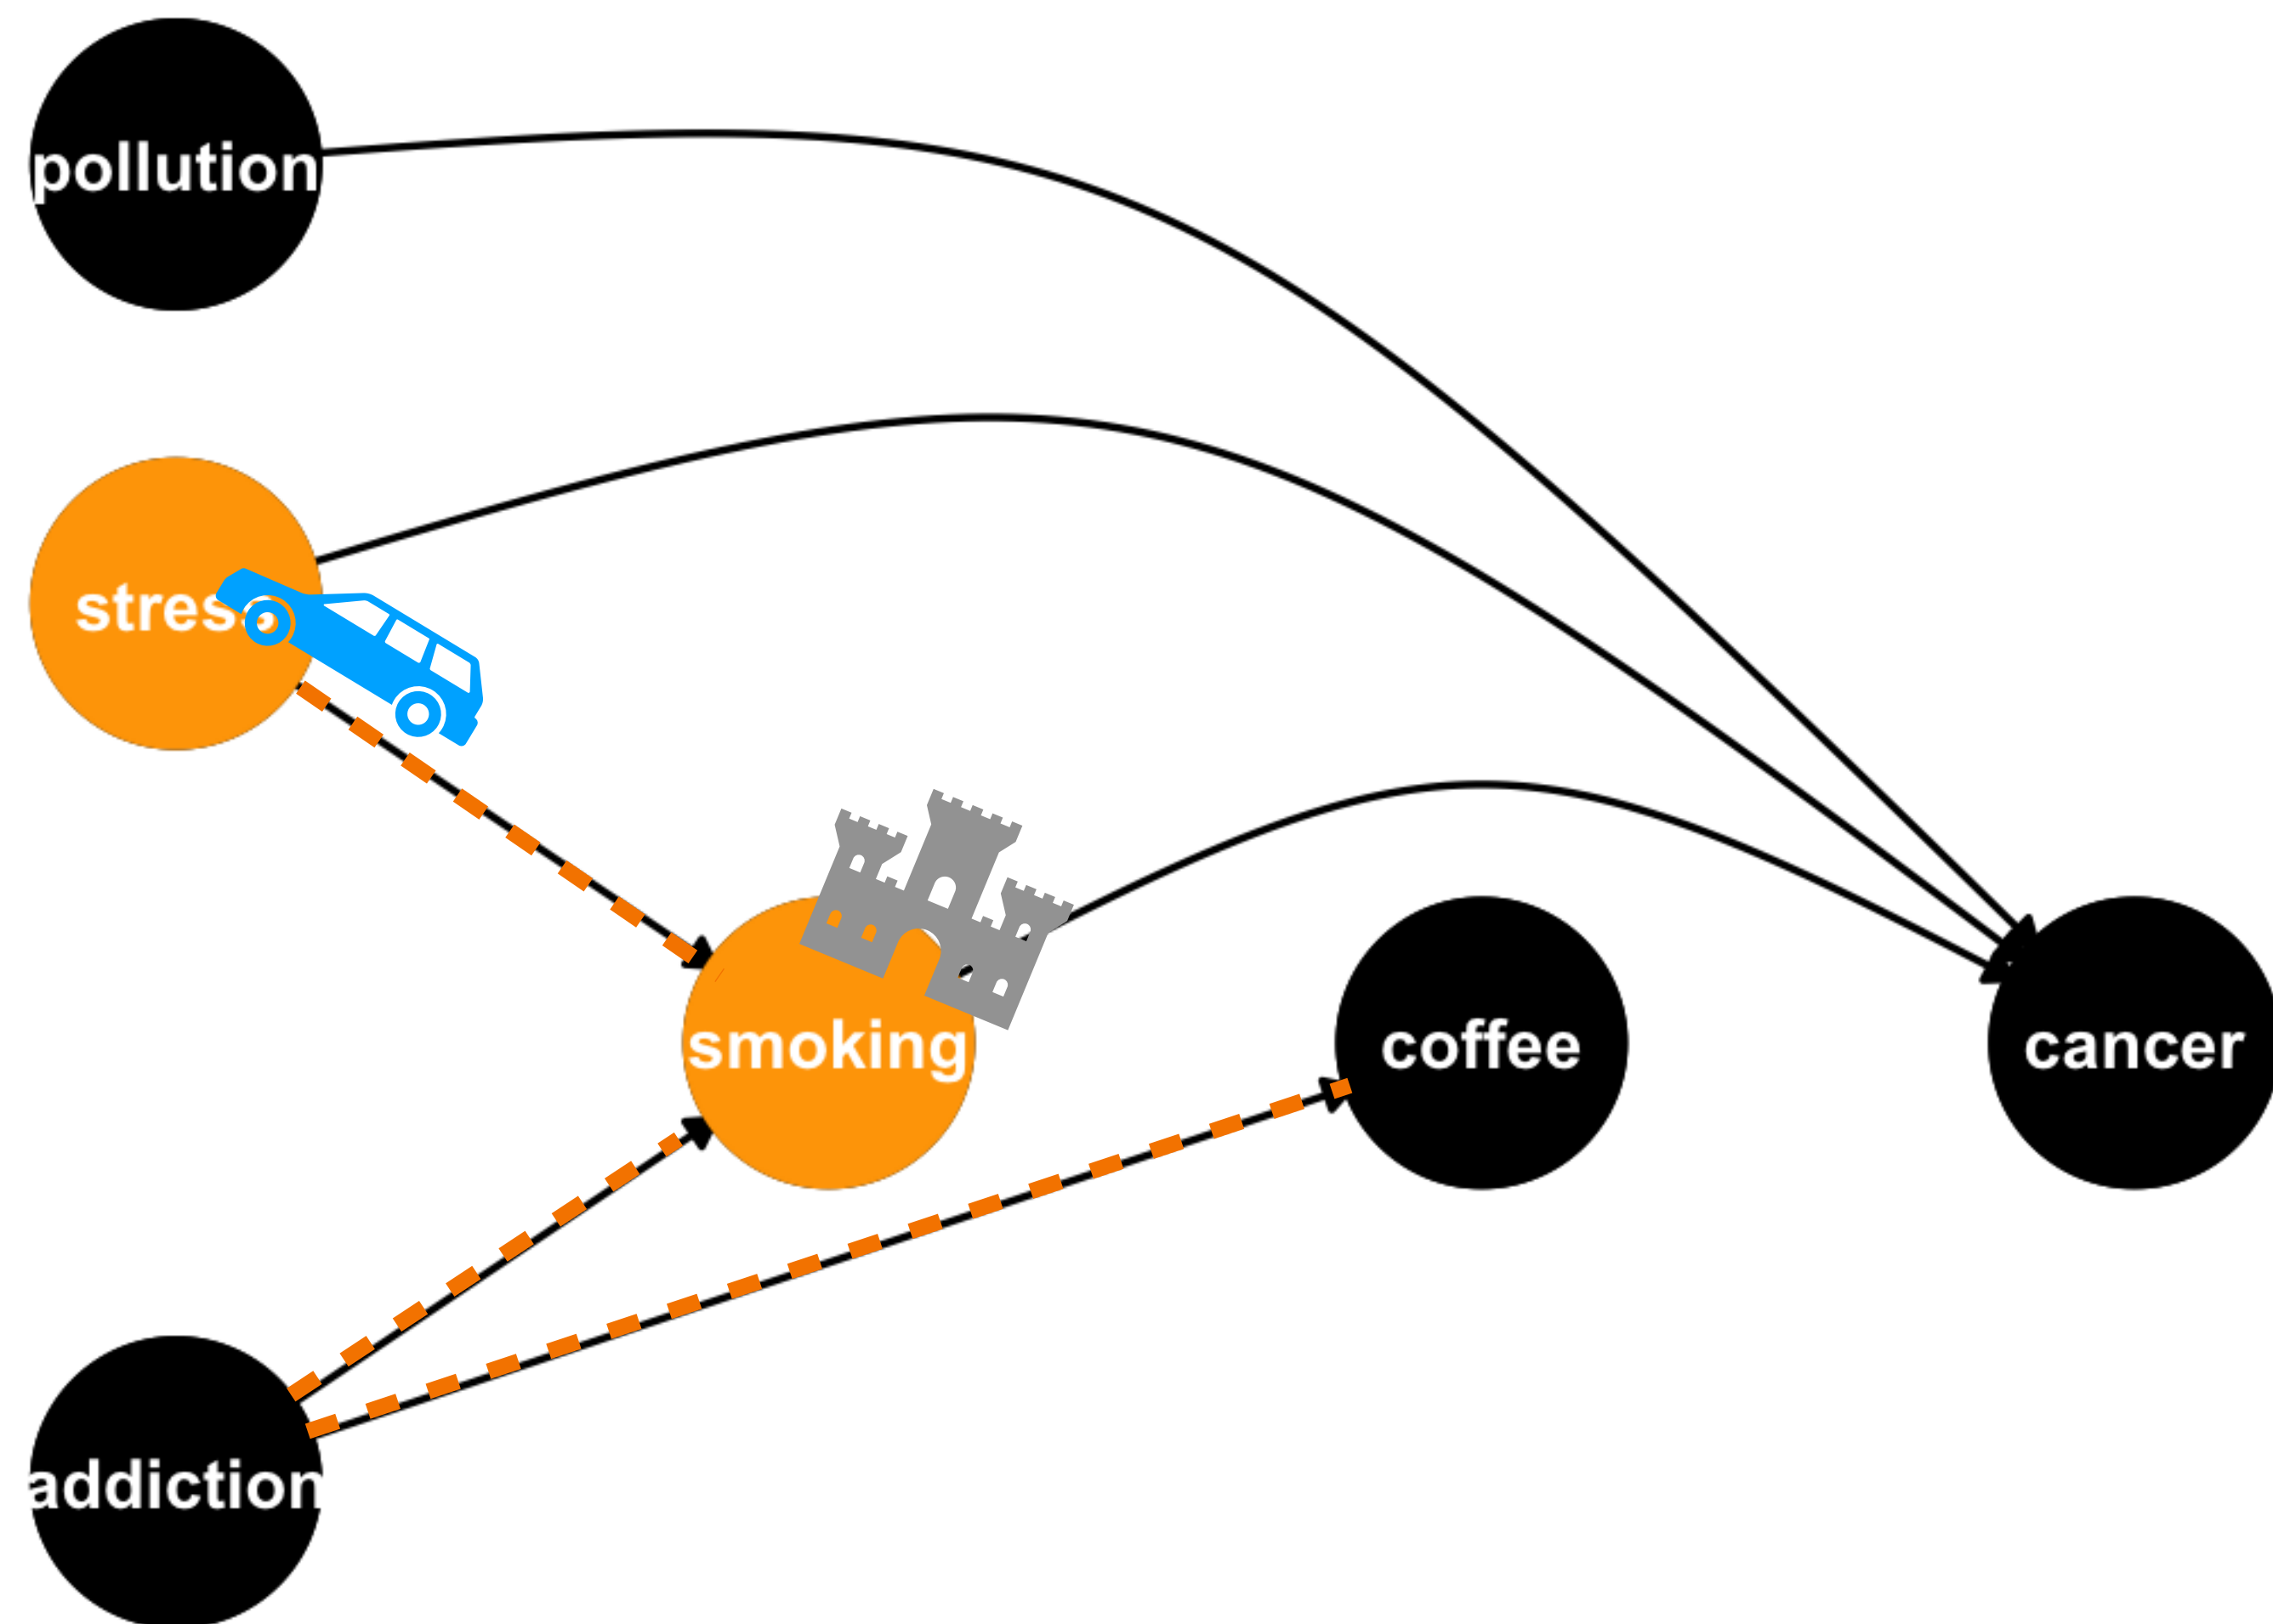 pollution
stress
smoking
coffee
cancer
addiction